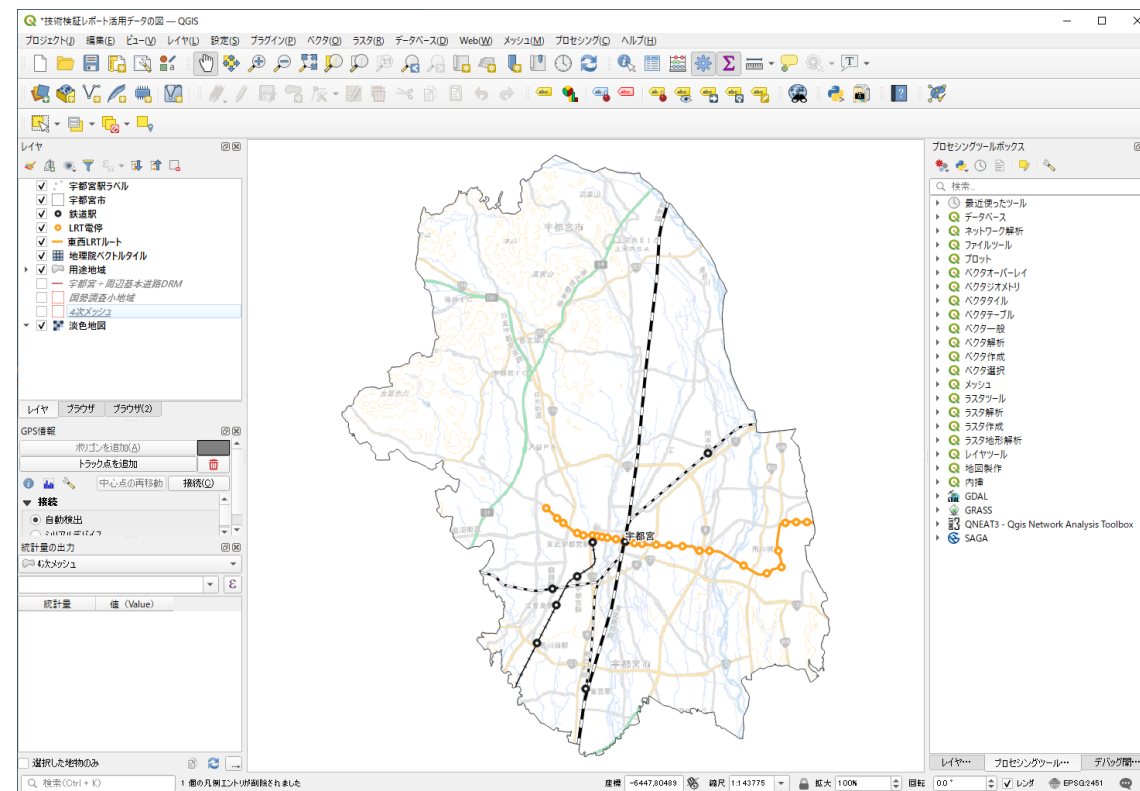 *技術検証レポート活用データの図 — QGIS
プロジェクト(J) 編集(E) ビュー(V) レイヤ(L) 設定(S) プラグイン(P) ベクタ(O) ラスタ(R) データベース(D) Web(W) メッシュ(M) プロセシング(C) ヘルプ(H)
レイヤ
宇都宮駅ラベル
宇都宮市
鉄道駅
LRT電停
東西LRTルート
地理院ベクトルタイル
用途地域
宇都宮+周辺基本道路DRM
国勢調査小地域
4次メッシュ
淡色地図
レイヤ ブラウザ ブラウザ(2)
GPS情報
ポリゴンを追加(A)
トラック点を追加
中心点の再移動 接続(C)
接続
自動検出
シリアルデバイス
統計量の出力
4次メッシュ
ε
統計量 値 (Value)
選択した地物のみ
宇都宮市
宇都宮
宇都宮市
プロセシングツールボックス
検索...
最近使ったツール
データベース
ネットワーク解析
ファイルツール
プロット
ベクタオーバーレイ
ベクタジオメトリ
ベクタタイル
ベクタテーブル
ベクタ一般
ベクタ解析
ベクタ作成
ベクタ選択
メッシュ
ラスタツール
ラスタ解析
ラスタ作成
ラスタ地形解析
レイヤツール
地図製作
内挿
GDAL
GRASS
QNEAT3 - Qgis Network Analysis Toolbox
SAGA
レイヤ… プロセシングツール… デバッグ開…
検索(Ctrl + K) 1 個の凡例エントリが削除されました 座標 -6447,80489 縮尺 1:143775 拡大 100% 回転 0.0 ° レンダ EPSG:2451